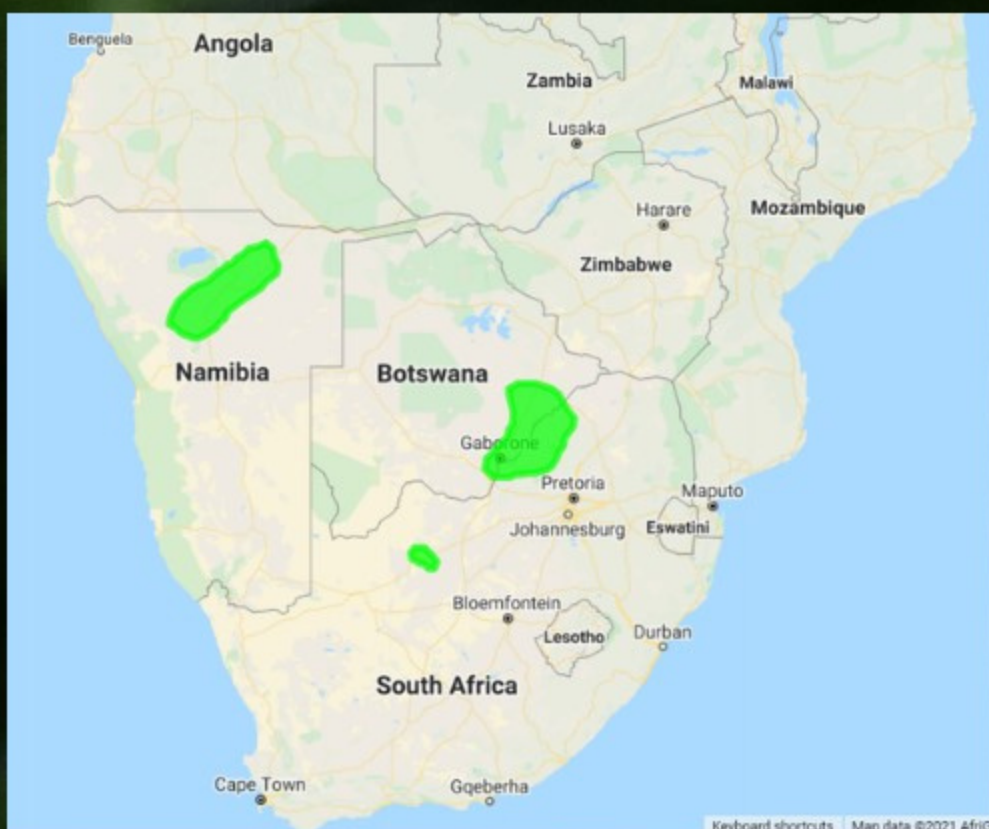 Benguela
Angola
Zambia
Malawi
Lusaka
Harare
Mozambique
Zimbabwe
Namibia
Botswana
Gaborone
Pretoria
Maputo
Johannesburg
Eswatini
Bloemfontein
Lesotho
Durban
South Africa
Cape Town
Gqeberha
Keyboard shortcuts
Map data ©2021